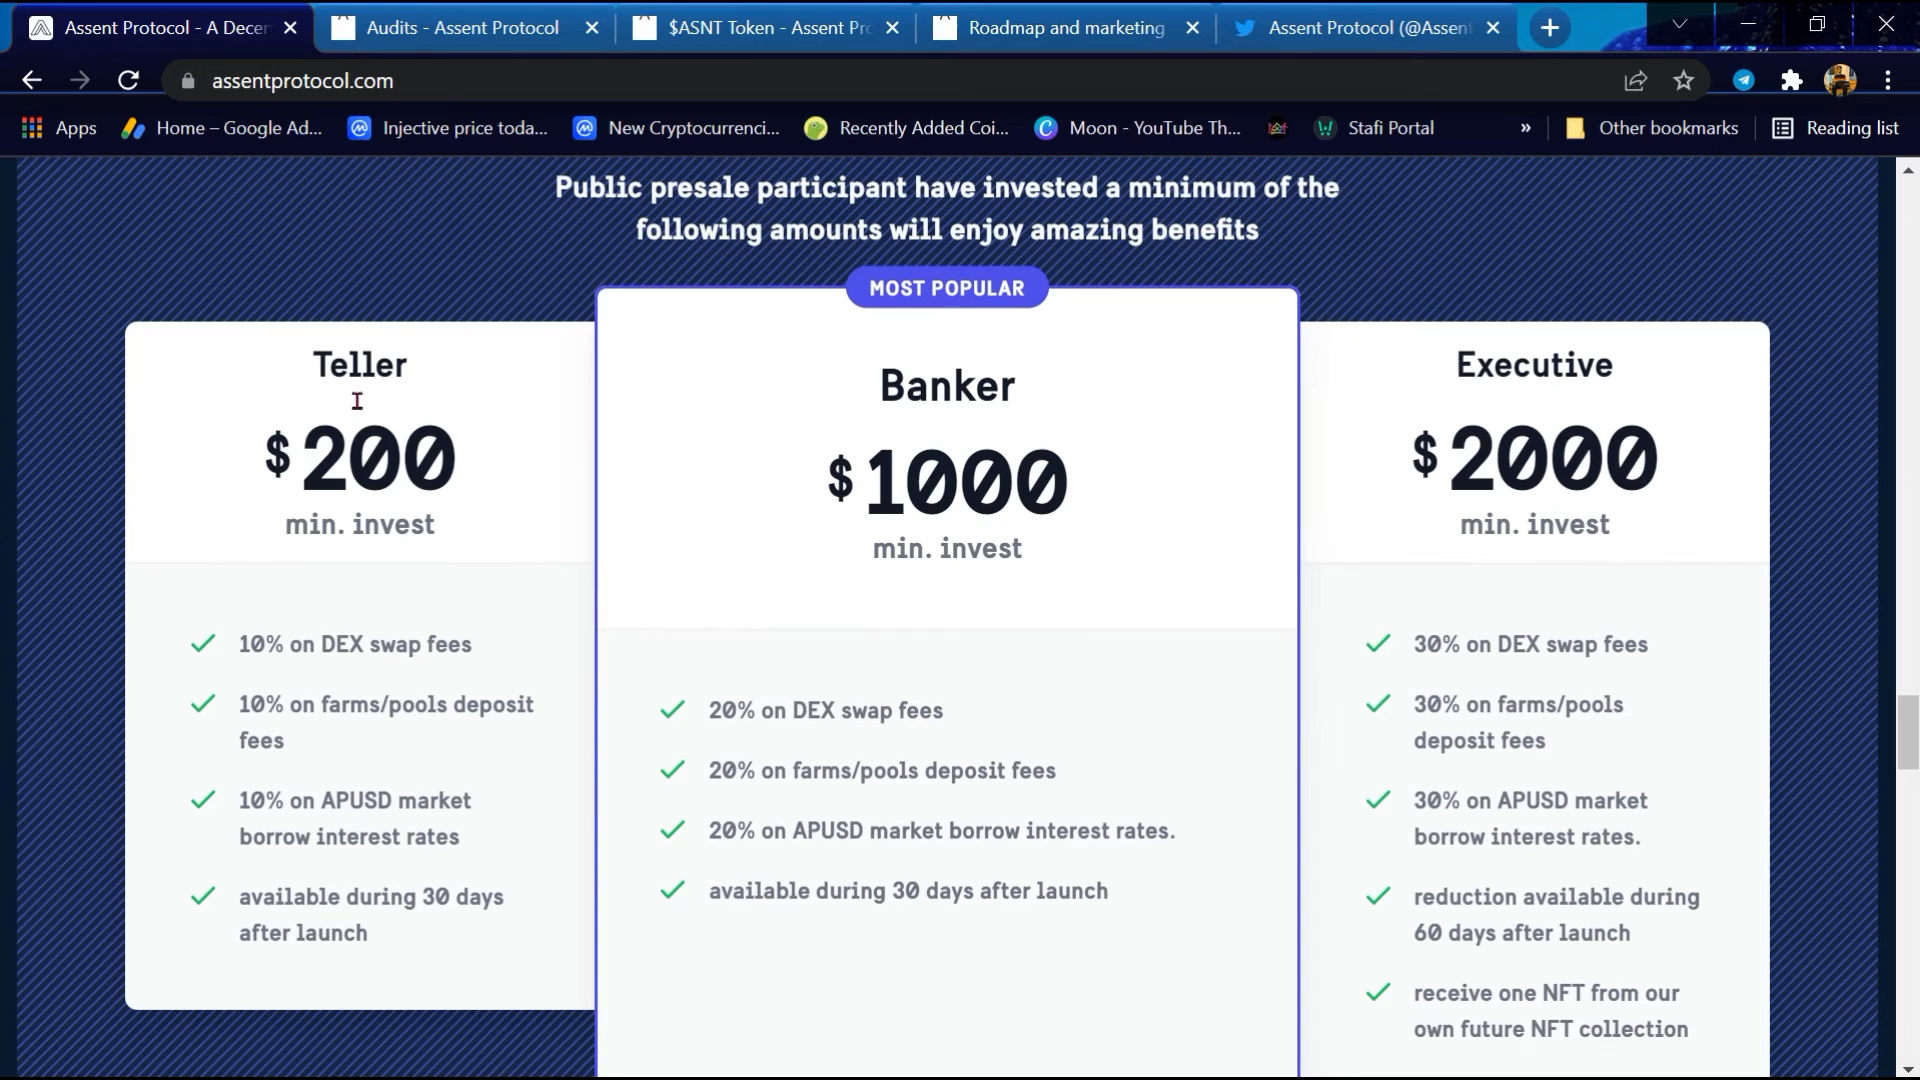 Assent Protocol - A Decen
Audits - Assent Protocol
$ASNT Token - Assent Pro
Roadmap and marketing
Assent Protocol (@Assent
assentprotocol.com
Apps
Home – Google Ad...
Injective price toda...
New Cryptocurrenci...
Recently Added Coi...
Moon - YouTube Th...
Stafi Portal
»
Other bookmarks
Reading list
Public presale participant have invested a minimum of the
following amounts will enjoy amazing benefits
MOST POPULAR
Teller
$200
min. invest
10% on DEX swap fees
10% on farms/pools deposit
fees
10% on APUSD market
borrow interest rates
available during 30 days
after launch
Banker
$1000
min. invest
20% on DEX swap fees
20% on farms/pools deposit fees
20% on APUSD market borrow interest rates.
available during 30 days after launch
Executive
$2000
min. invest
30% on DEX swap fees
30% on farms/pools
deposit fees
30% on APUSD market
borrow interest rates.
reduction available during
60 days after launch
receive one NFT from our
own future NFT collection